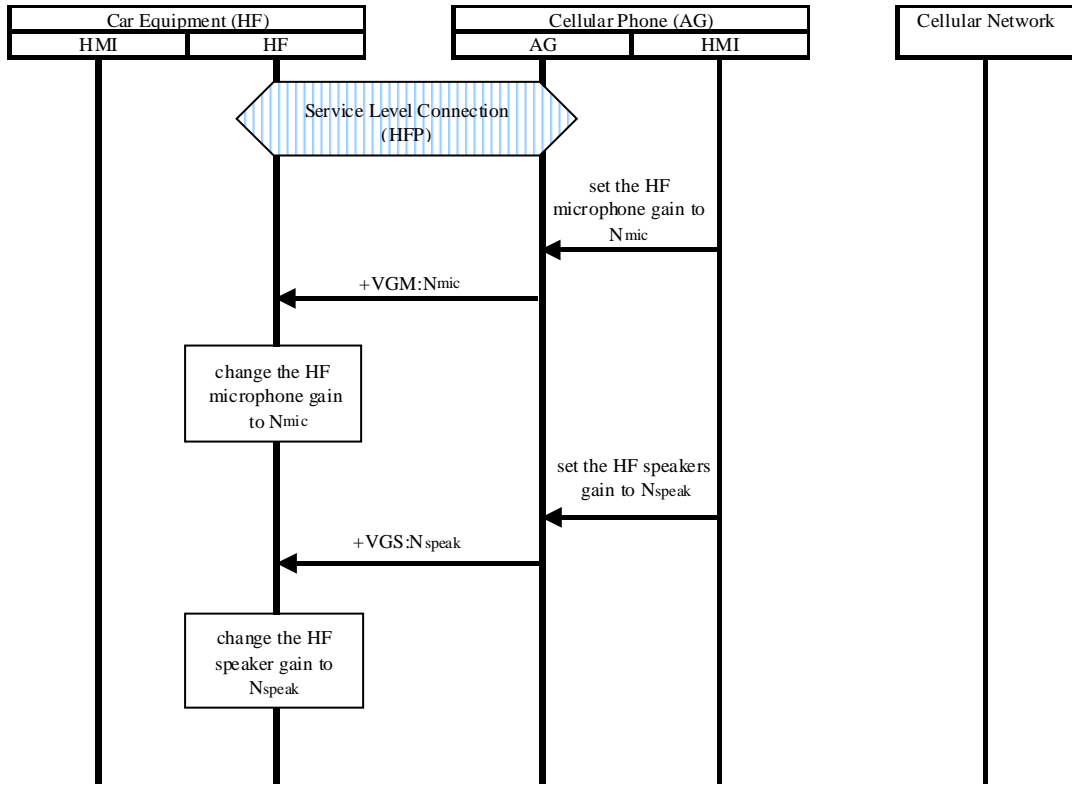 Car Equipment (HF)
Cellular Phone (AG)
Cellular Network
HMI
HF
AG
HMI
Service Level Connection
(HFP)
set the HF
microphone gain to
Nmic
+VGM:Nmic
change the HF
microphone gain
to Nmic
set the HF speakers
gain to Nspeak
+VGS:Nspeak
change the HF
speaker gain to
Nspeak